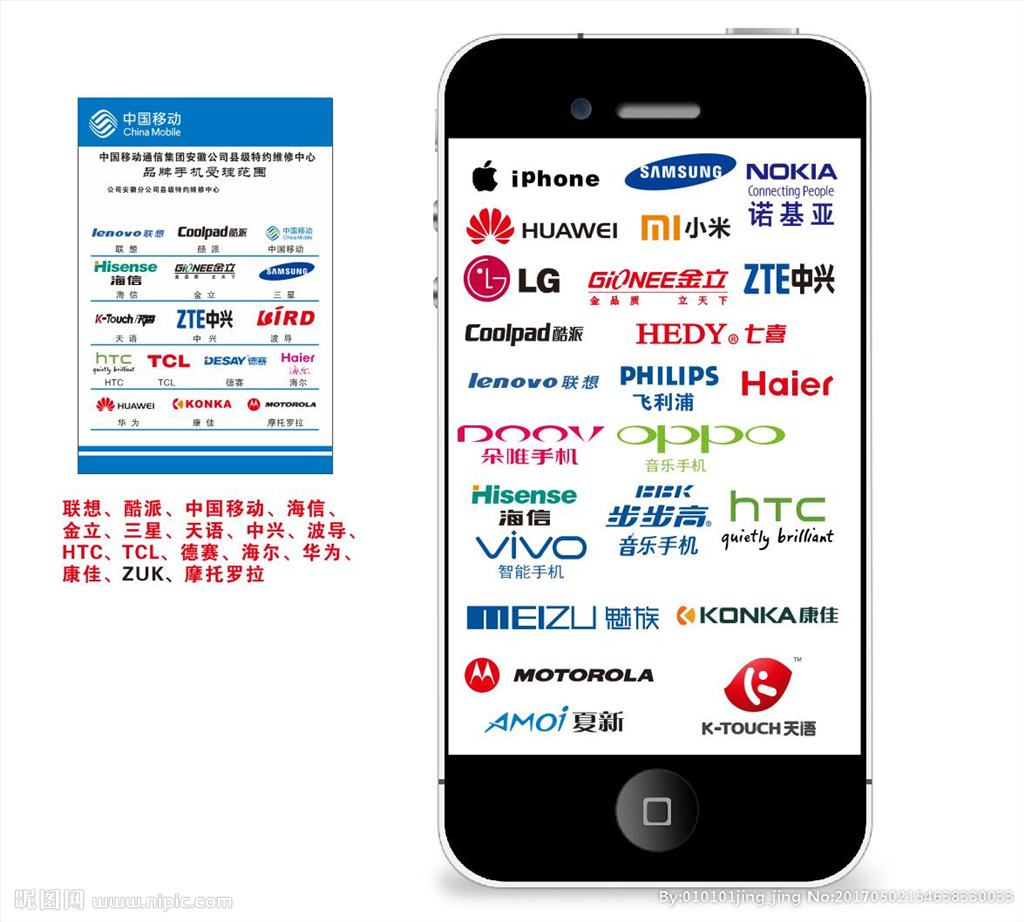 中国移动
China Mobile
中国移动通信集团安徽公司县级特约维修中心
品牌手机受理范围
公司安徽分公司县级特约维修中心
lenovo联想 Coolpad酷派 中国移动 China Mobile
联想 酷派 中国移动
Hisense 海信 GIONEE金立 金品质 立天下 SAMSUNG
海信 金立 三星
K-Touch/天语 ZTE中兴 BIRD
天语 中兴 波导
hTC quietly brilliant TCL DESAY德赛 Haier 海尔
HTC TCL 德赛 海尔
HUAWEI KONKA MOTOROLA
华为 康佳 摩托罗拉
联想、酷派、中国移动、海信、
金立、三星、天语、中兴、波导、
HTC、TCL、德赛、海尔、华为、
康佳、ZUK、摩托罗拉
iphone SAMSUNG NOKIA
Connecting People
诺基亚
HUAWEI MI小米
LG GIONEE金立 ZTE中兴
金品质 立天下
Coolpad酷派 HEDY®七喜
lenovo联想 PHILIPS Haier
飞利浦
DOOV oppo
朵唯手机 音乐手机
Hisense BBK hTC
海信 步步高® quietly brilliant
vivo 音乐手机
智能手机
MEIZU魅族 KONKA康佳
MOTOROLA TM
AMOi夏新 K-TOUCH天语
昵图网 www.nipic.com
By:010101jing_jing No:20170502154638330033